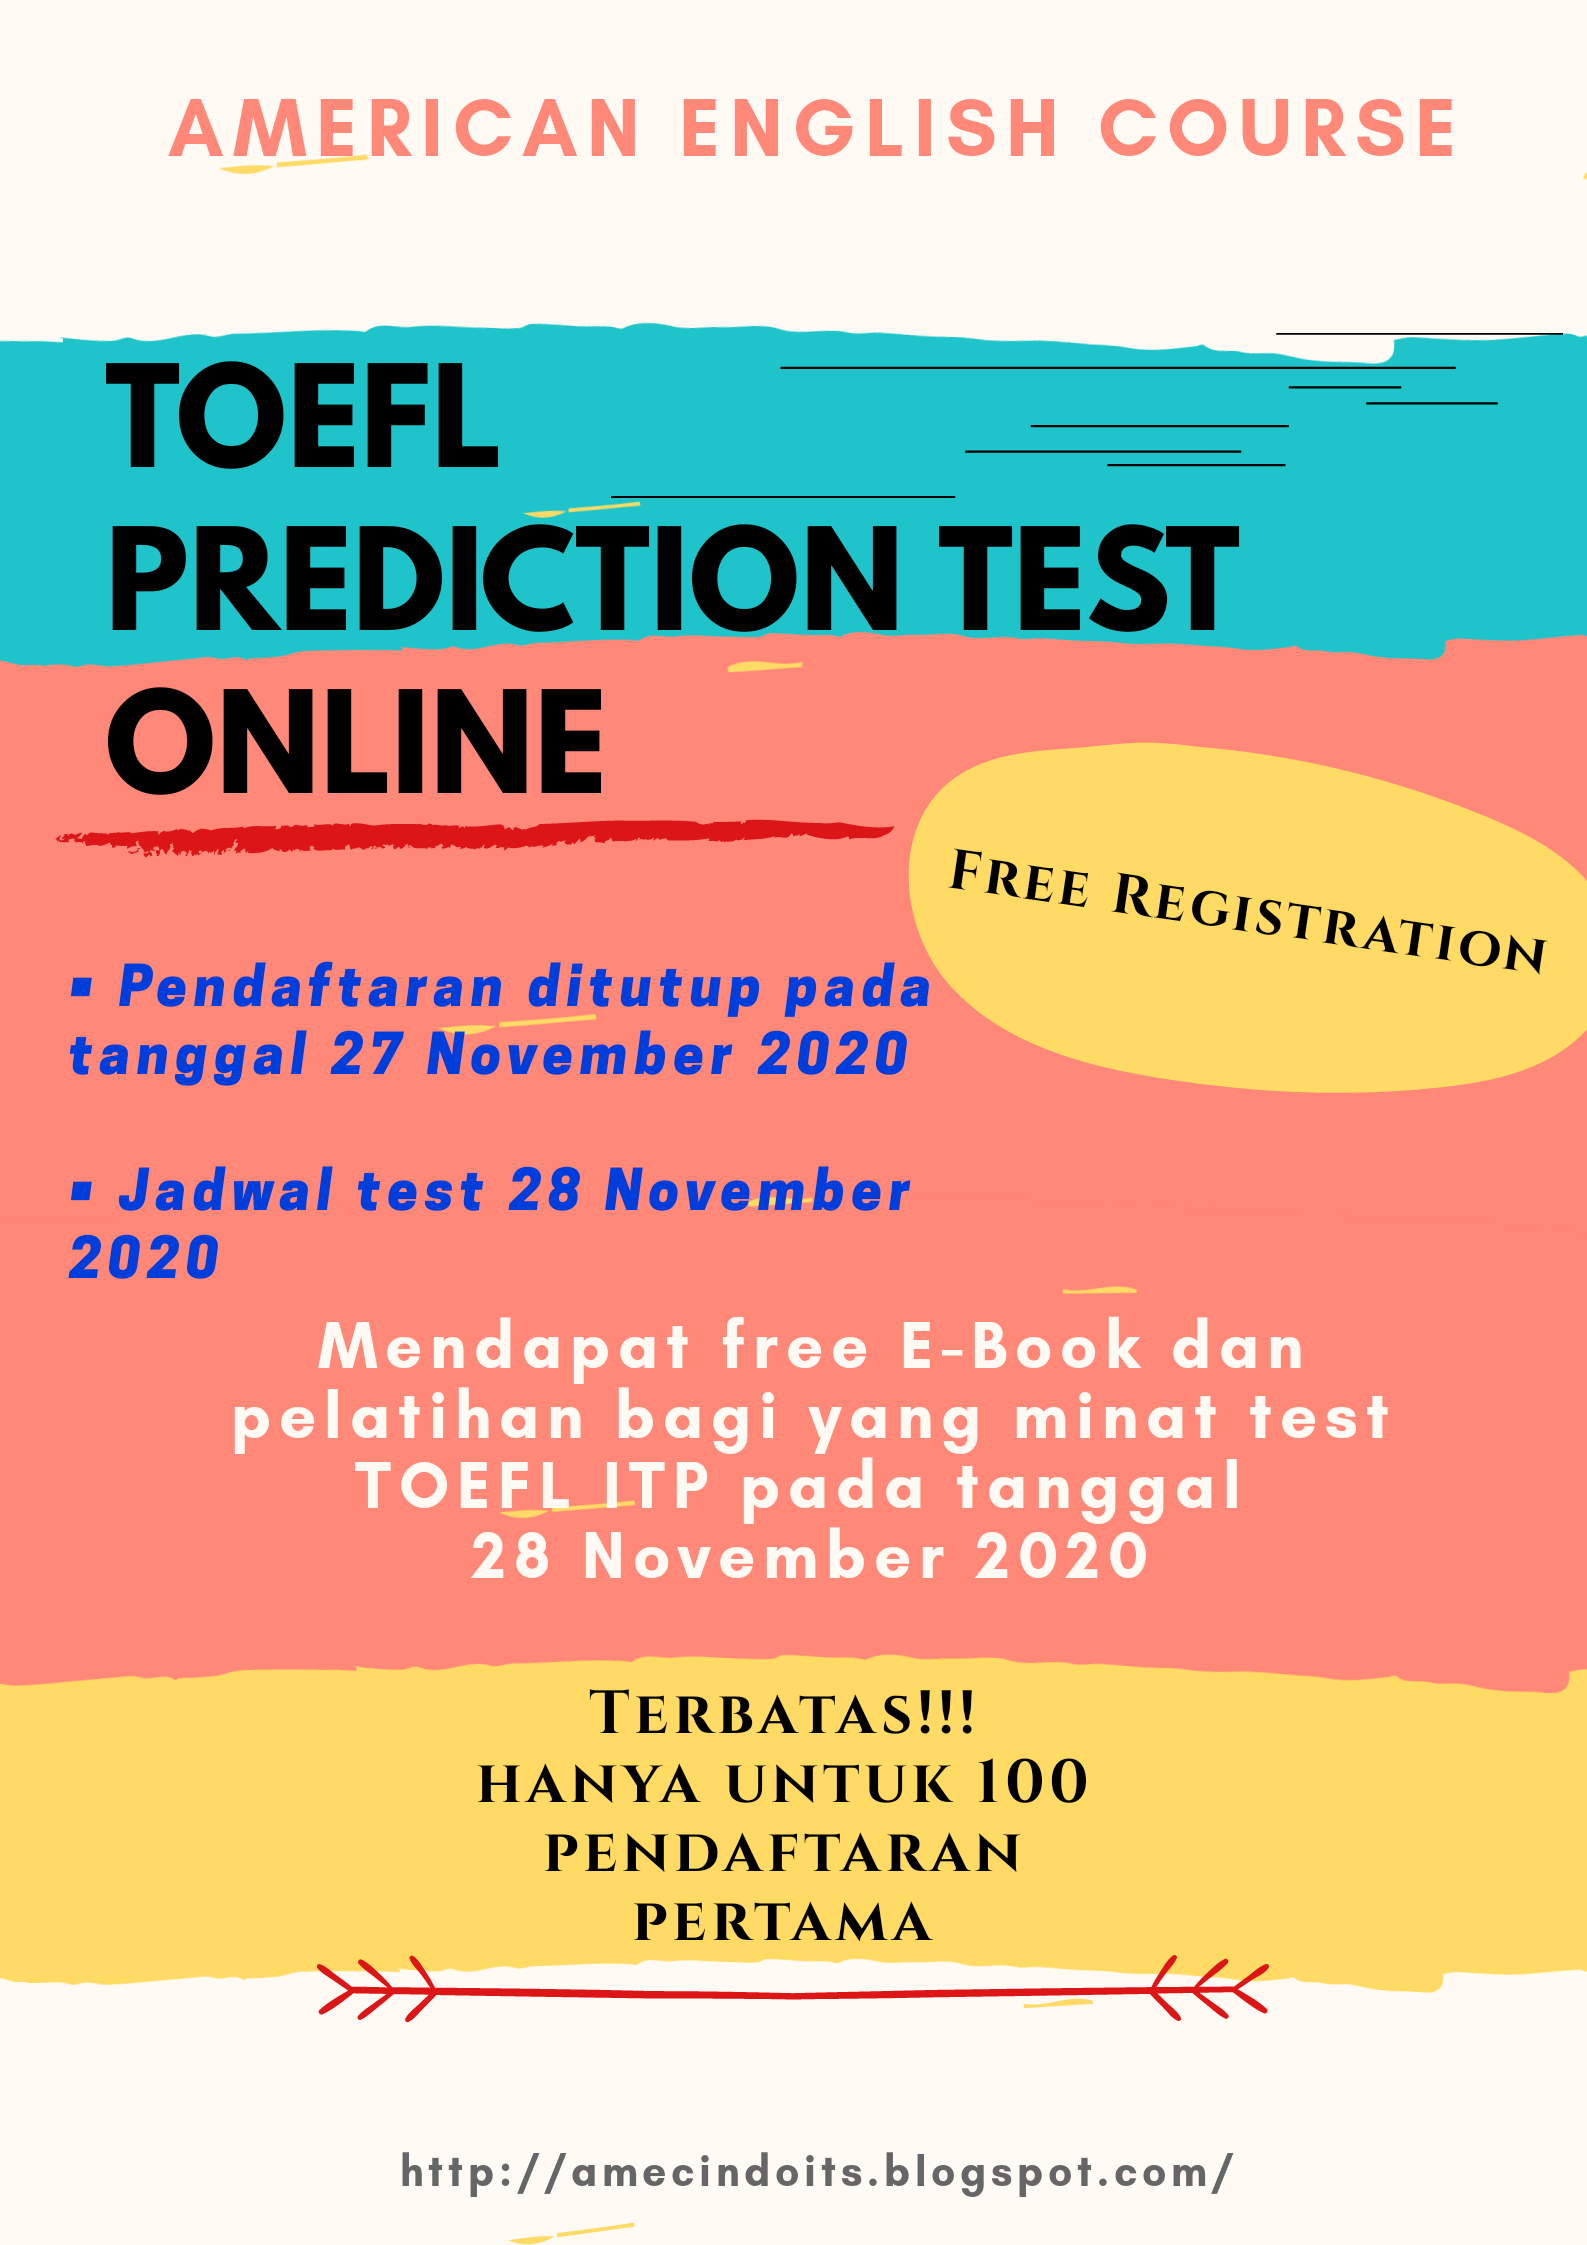 AMERICAN ENGLISH COURSE
TOEFL
PREDICTION TEST
ONLINE
Free Registration
▪ Pendaftaran ditutup pada
tanggal 27 November 2020
▪ Jadwal test 28 November
2020
Mendapat free E-Book dan
pelatihan bagi yang minat test
TOEFL ITP pada tanggal
28 November 2020
Terbatas!!!
hanya untuk 100
pendaftaran
pertama
http://amecindoits.blogspot.com/